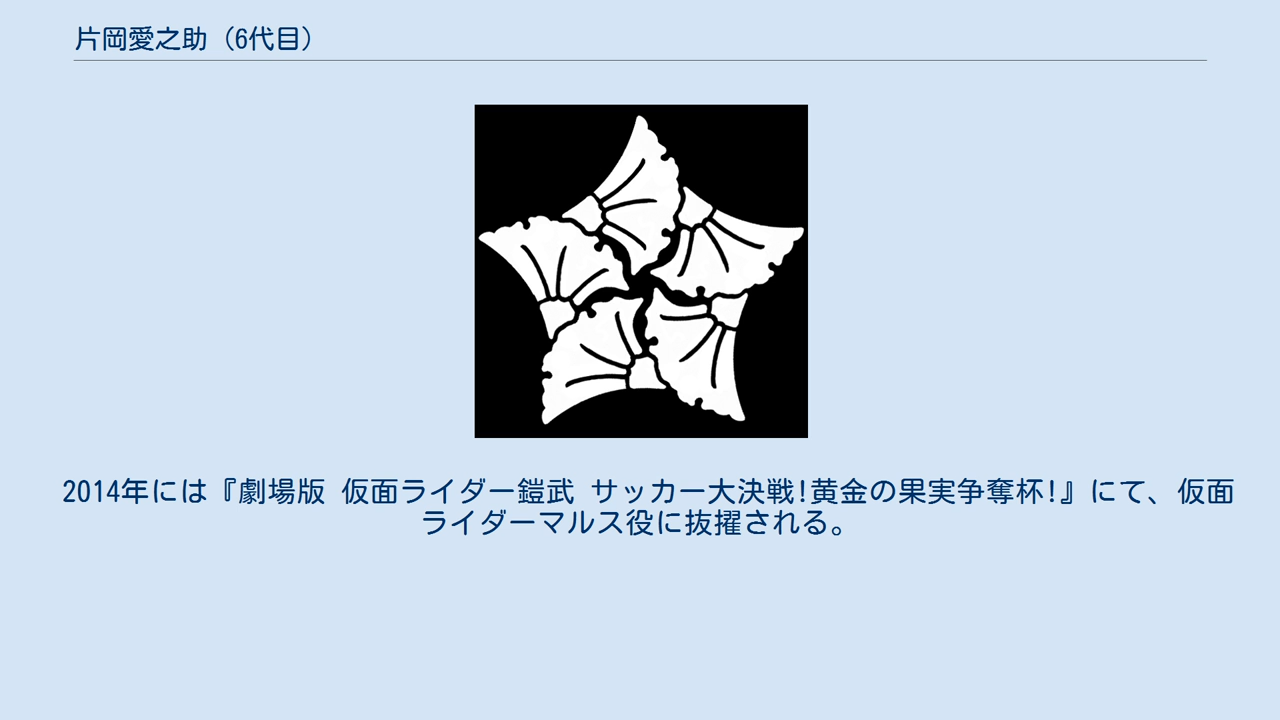 片岡愛之助（6代目）
2014年には『劇場版 仮面ライダー鎧武 サッカー大決戦!黄金の果実争奪杯!』にて、仮面
ライダーマルス役に抜擢される。